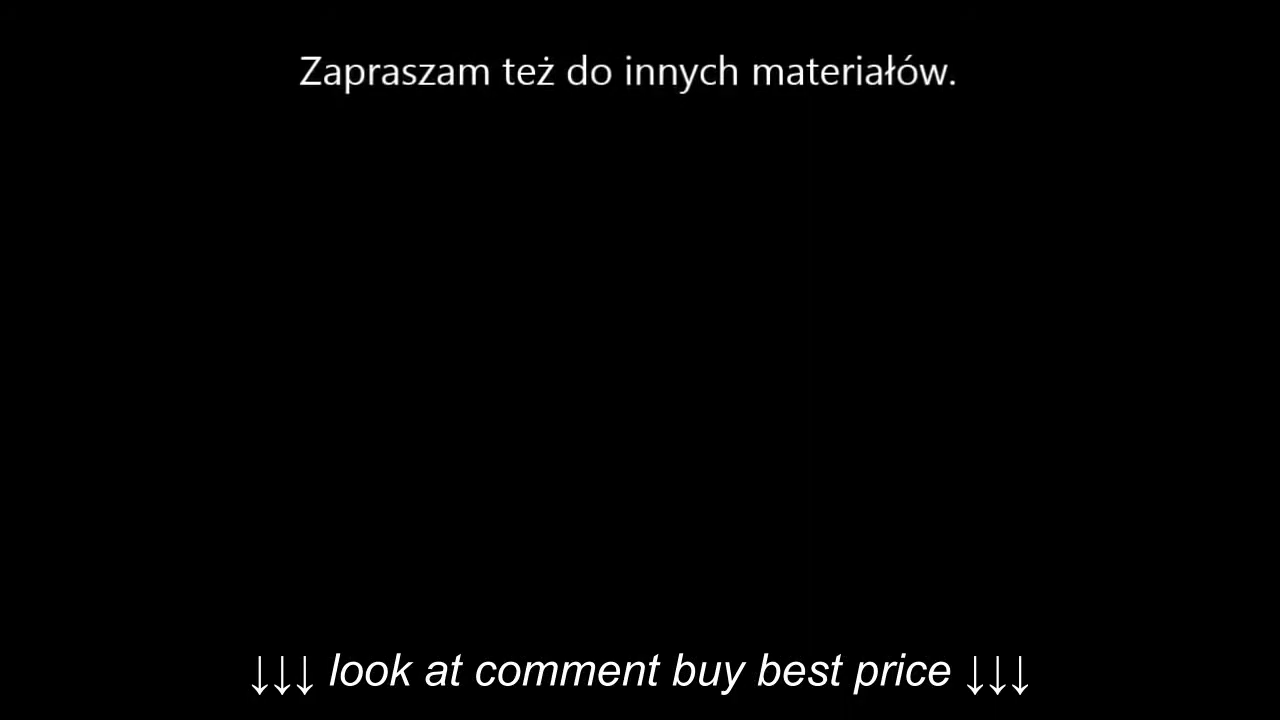 Zapraszam też do innych materiałów.
↓↓↓ look at comment buy best price ↓↓↓